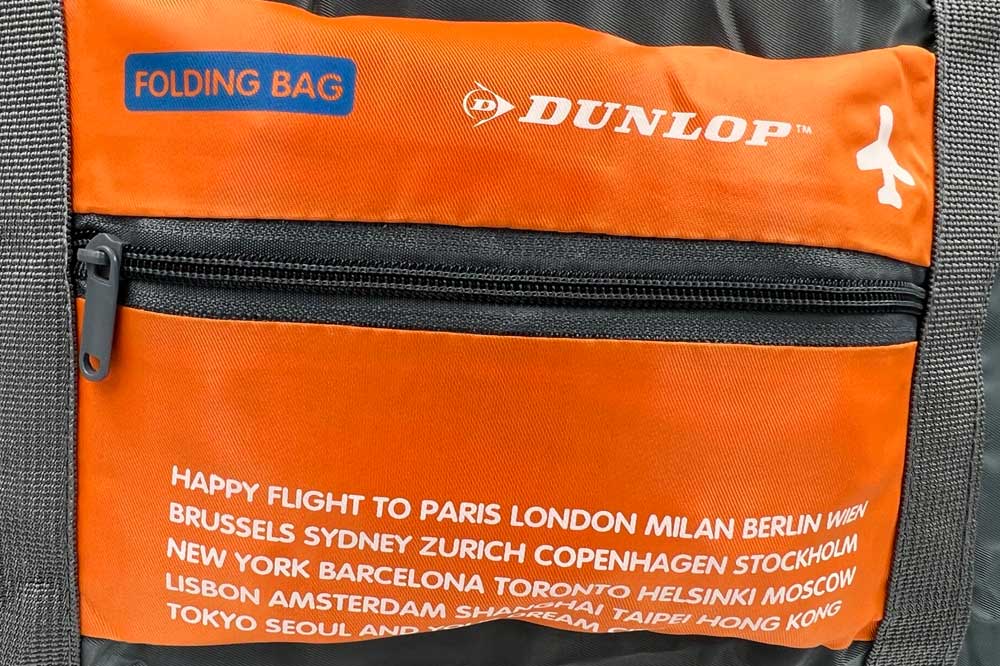 FOLDING BAG
D DUNLOP™
HAPPY FLIGHT TO PARIS LONDON MILAN BERLIN WIEN
BRUSSELS SYDNEY ZURICH COPENHAGEN STOCKHOLM
NEW YORK BARCELONA TORONTO HELSINKI MOSCOW
LISBON AMSTERDAM SHANGHAI TAIPEI HONG KONG
TOKYO SEOUL AND DREAM